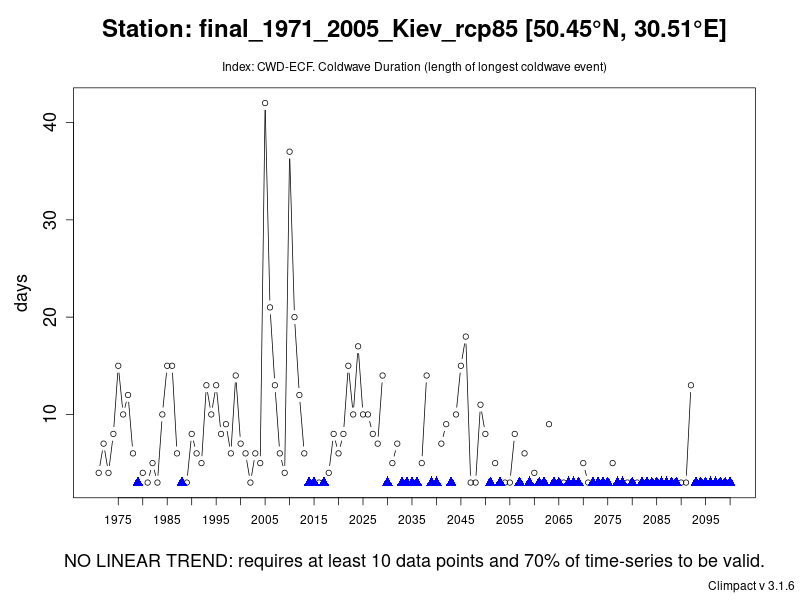 Station: final_1971_2005_Kiev_rcp85 [50.45°N, 30.51°E]
Index: CWD-ECF. Coldwave Duration (length of longest coldwave event)
40
30
20
10
days
1975 1985 1995 2005 2015 2025 2035 2045 2055 2065 2075 2085 2095
NO LINEAR TREND: requires at least 10 data points and 70% of time-series to be valid.
Climpact v 3.1.6